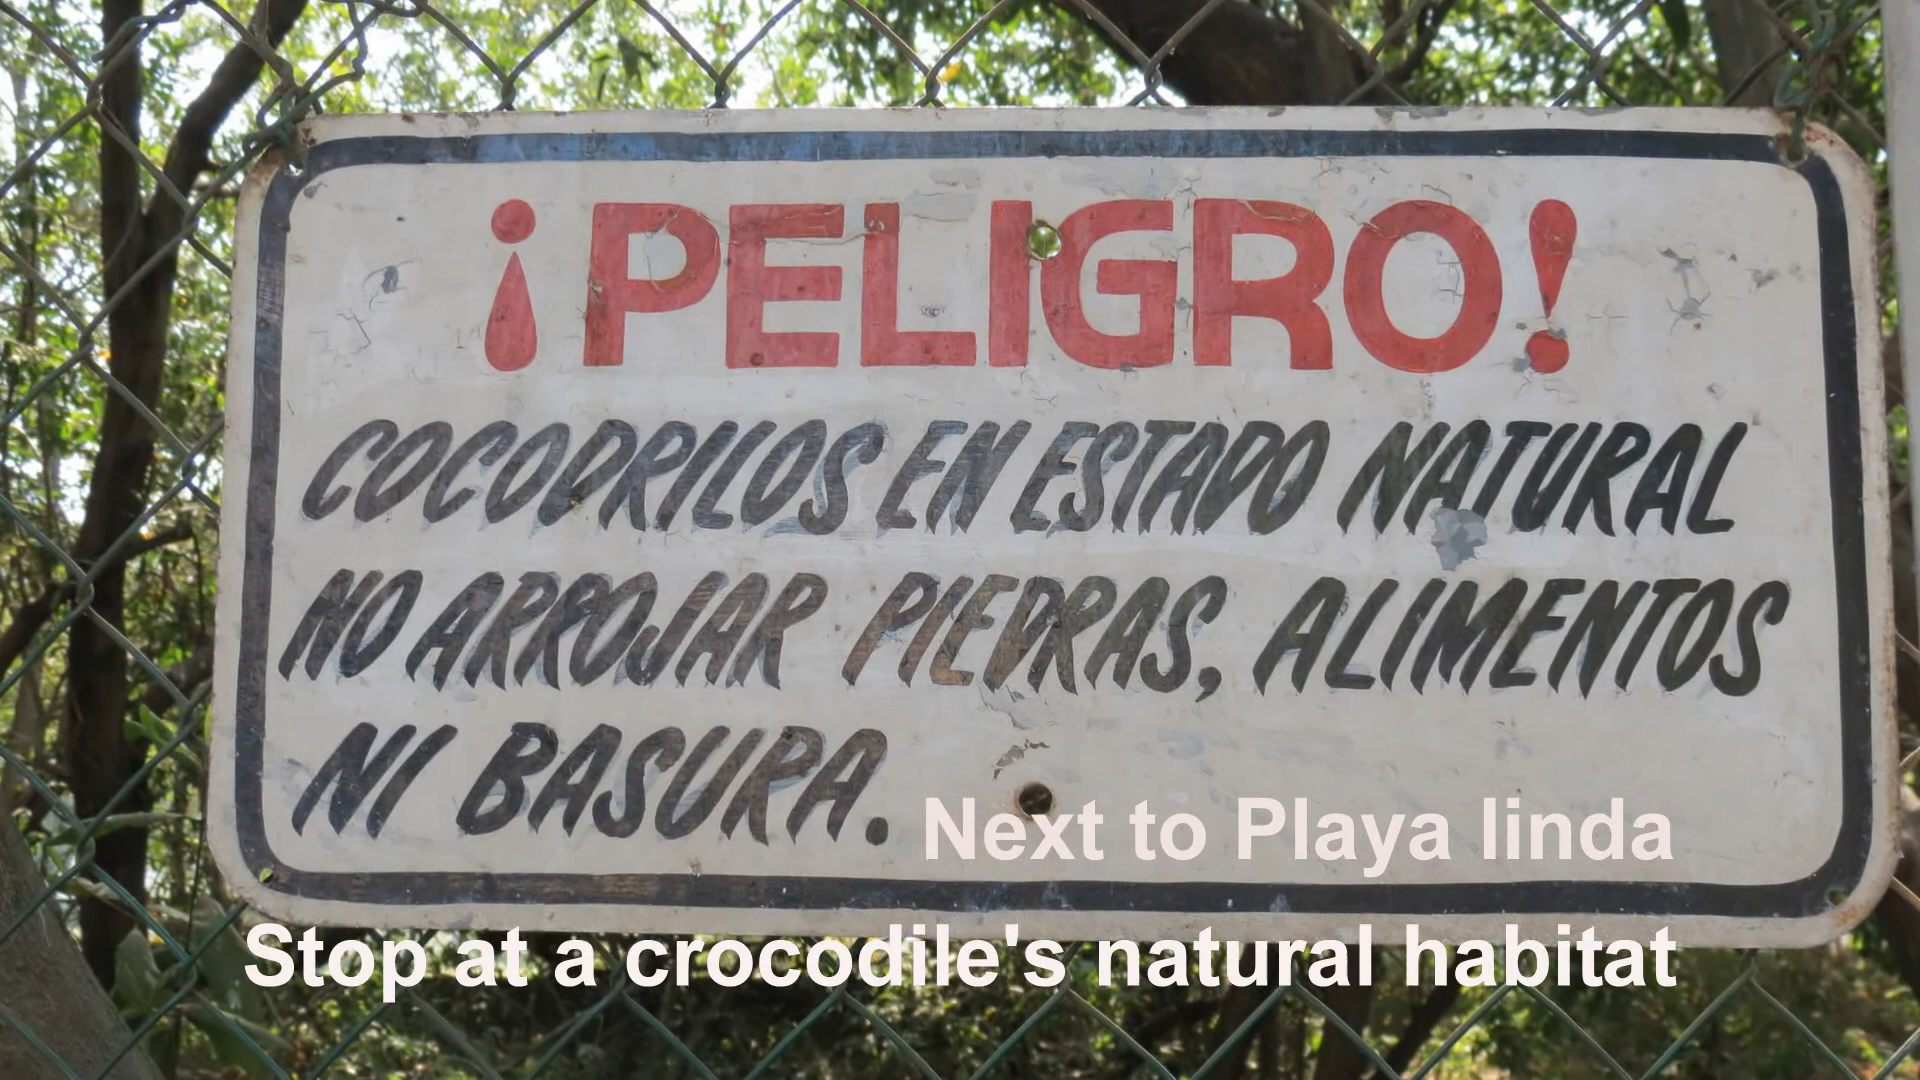 ¡PELIGRO!
COCODRILOS EN ESTADO NATURAL
NO ARROJAR PIEDRAS, ALIMENTOS
NI BASURA.
Next to Playa linda
Stop at a crocodile's natural habitat